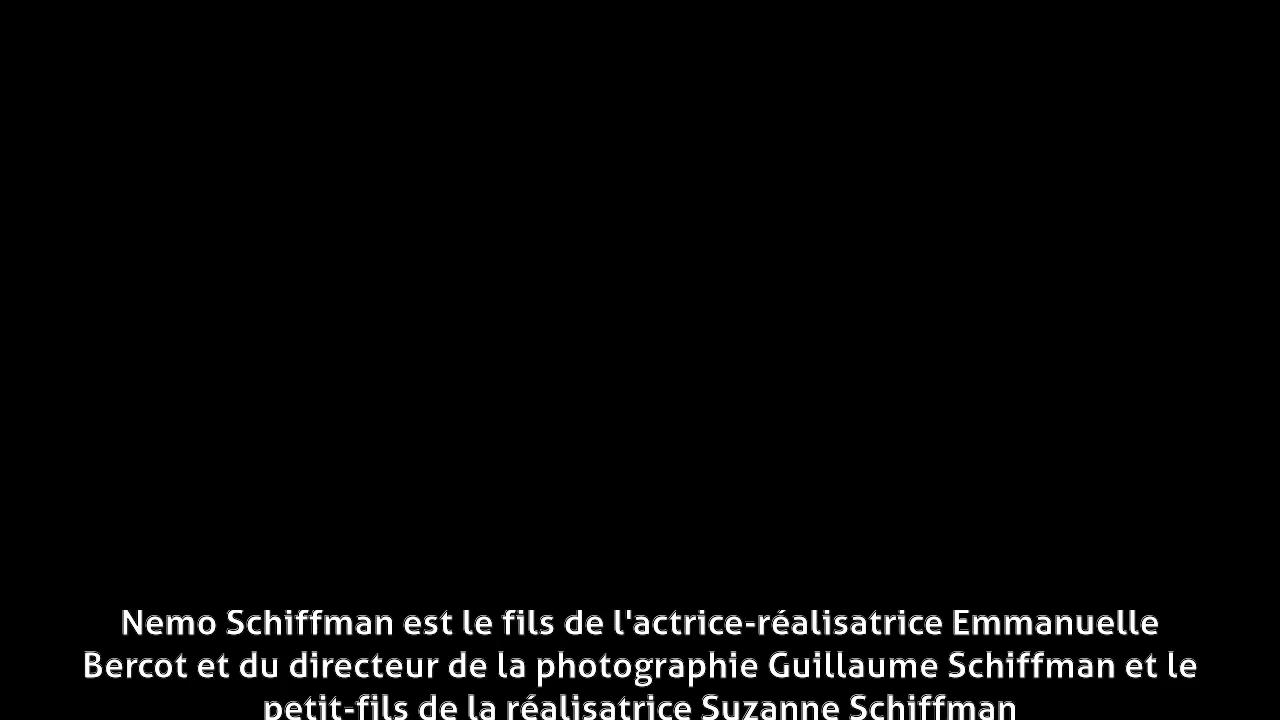 Nemo Schiffman est le fils de l'actrice-réalisatrice Emmanuelle
Bercot et du directeur de la photographie Guillaume Schiffman et le
petit-fils de la réalisatrice Suzanne Schiffman